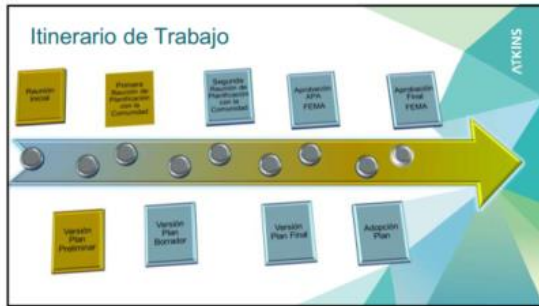 Itinerario de Trabajo
ATKINS
Reunión
Inicial
Primera
Reunión de
Planificación
con la
Comunidad
Segunda
Reunión de
Planificación
con la
Comunidad
Aprobación
APA
FEMA
Aprobación
Final
FEMA
Versión
Plan
Preliminar
Versión
Plan
Borrador
Versión
Plan Final
Adopción
Plan